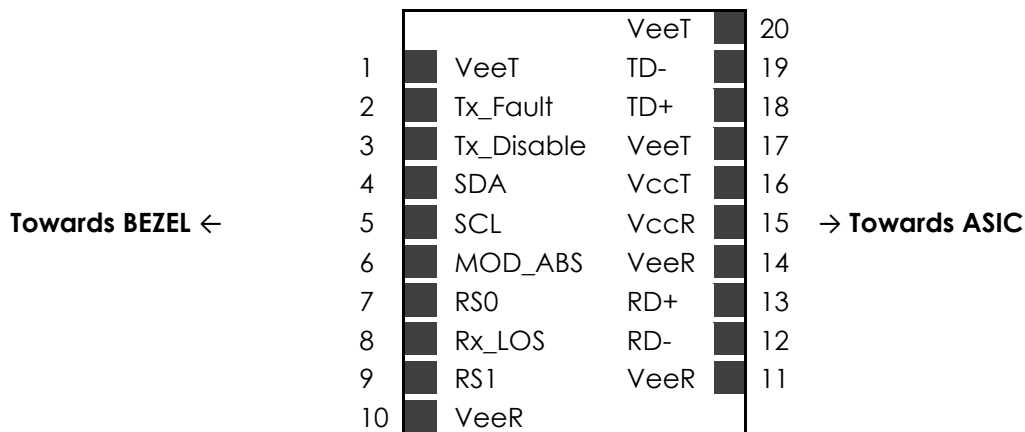 VeeT 20
1 VeeT TD- 19
2 Tx_Fault TD+ 18
3 Tx_Disable VeeT 17
4 SDA VccT 16
Towards BEZEL ← 5 SCL VccR 15 → Towards ASIC
6 MOD_ABS VeeR 14
7 RS0 RD+ 13
8 Rx_LOS RD- 12
9 RS1 VeeR 11
10 VeeR